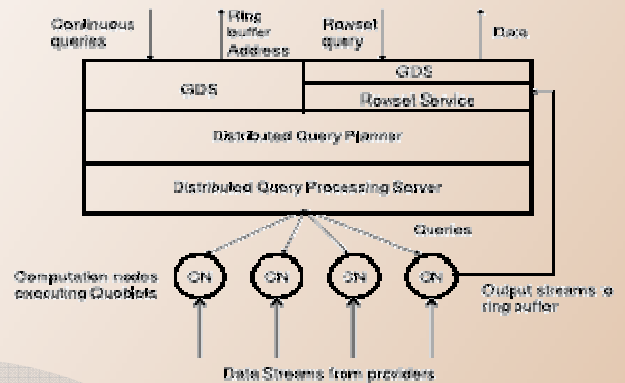 Continuous
queries
Ring
buffer
Address
Rowset
query
Data
GDS
GDS
Rowset Service
Distributed Query Planner
Distributed Query Processing Server
Queries
CN
CN
CN
CN
Computation nodes
executing Quoblets
Output streams to
ring buffer
Data Streams from providers